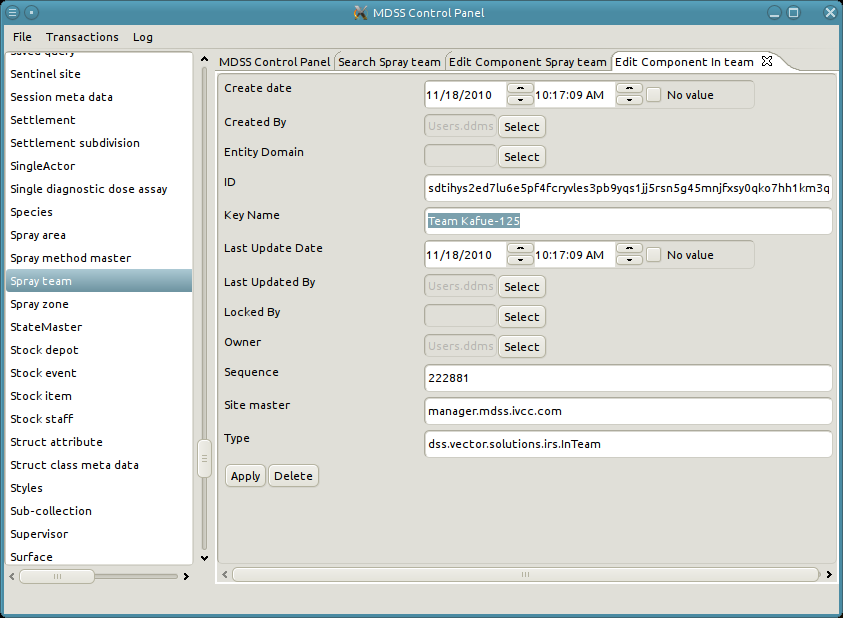 MDSS Control Panel
File Transactions Log
Saved query
Sentinel site
Session meta data
Settlement
Settlement subdivision
SingleActor
Single diagnostic dose assay
Species
Spray area
Spray method master
Spray team
Spray zone
StateMaster
Stock depot
Stock event
Stock item
Stock staff
Struct attribute
Struct class meta data
Styles
Sub-collection
Supervisor
Surface
MDSS Control Panel Search Spray team Edit Component Spray team Edit Component In team
Create date 11/18/2010 10:17:09 AM No value
Created By Users.ddms Select
Entity Domain Select
ID sdtihys2ed7lu6e5pf4fcryvles3pb9yqs1jj5rsn5g45mnjfxsy0qko7hh1km3q
Key Name Team Kafue-125
Last Update Date 11/18/2010 10:17:09 AM No value
Last Updated By Users.ddms Select
Locked By Select
Owner Users.ddms Select
Sequence 222881
Site master manager.mdss.ivcc.com
Type dss.vector.solutions.irs.InTeam
Apply Delete